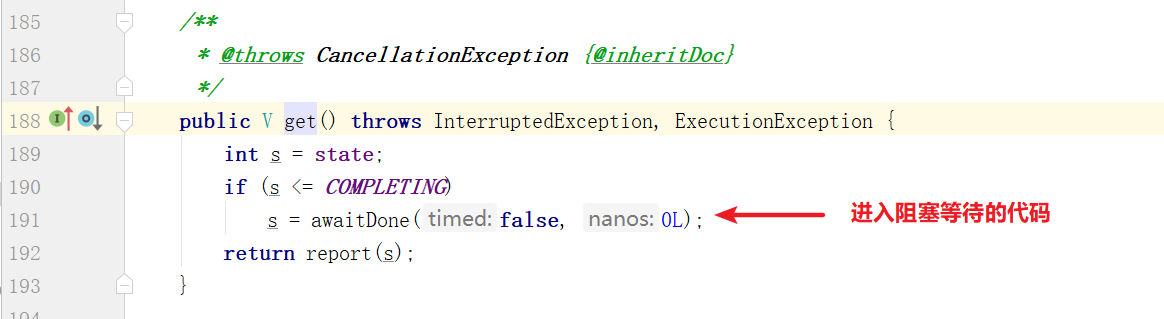 185 /**
186 * @throws CancellationException {@inheritDoc}
187 */
188 public V get() throws InterruptedException, ExecutionException {
189 int s = state;
190 if (s <= COMPLETING)
191 s = awaitDone( timed: false, nanos: 0L); 进入阻塞等待的代码
192 return report(s);
193 }
194